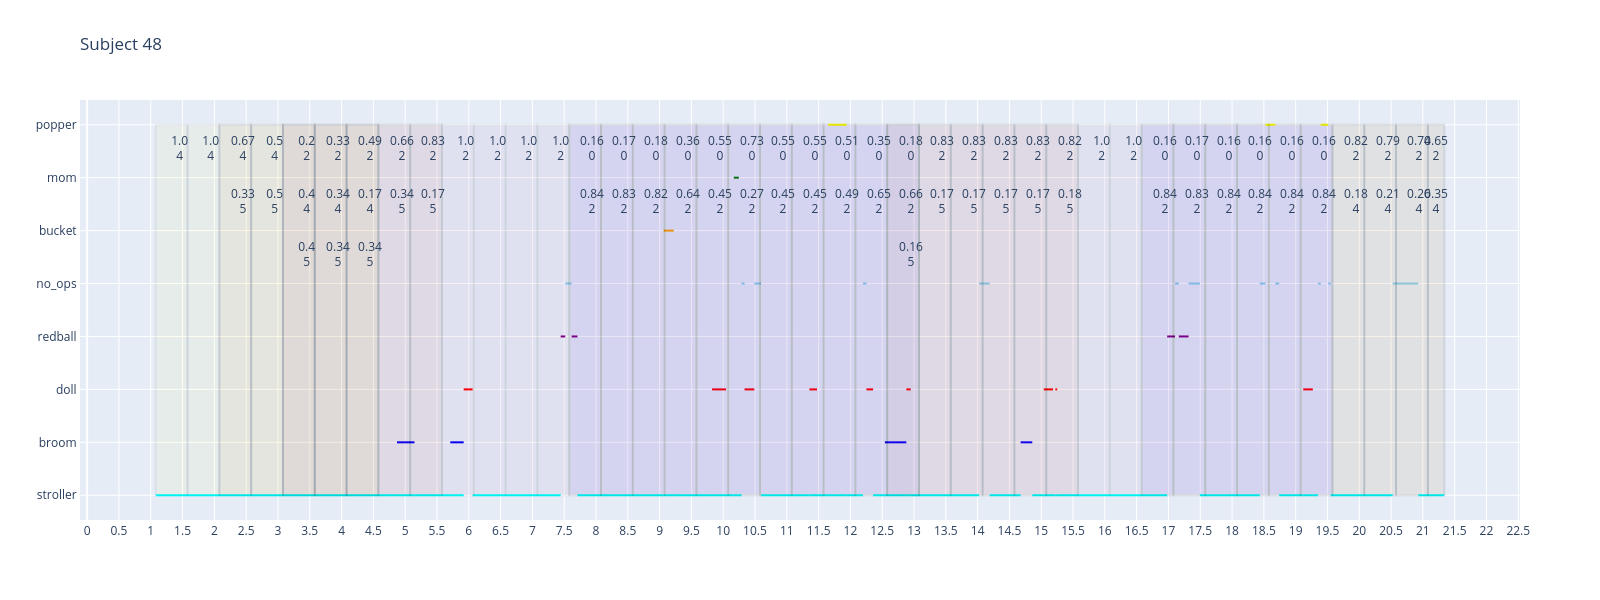 Subject 48
popper
1.0 1.0 0.67 0.5 0.2 0.33 0.49 0.66 0.83 1.0 1.0 1.0 1.0 0.16 0.17 0.18 0.36 0.55 0.73 0.55 0.55 0.51 0.35 0.18 0.83 0.83 0.83 0.83 0.82 1.0 1.0 0.16 0.17 0.16 0.16 0.16 0.16 0.82 0.79 0.65
4 4 4 4 2 2 2 2 2 2 2 2 2 0 0 0 0 0 0 0 0 0 0 0 2 2 2 2 2 2 2 0 0 0 0 0 0 2 2 2 2
mom
0.33 0.5 0.4 0.34 0.17 0.34 0.17 0.84 0.83 0.82 0.64 0.45 0.27 0.45 0.45 0.49 0.65 0.66 0.17 0.17 0.17 0.17 0.18 0.84 0.83 0.84 0.84 0.84 0.84 0.18 0.21 0.35
5 5 4 4 4 5 5 2 2 2 2 2 2 2 2 2 2 2 5 5 5 5 5 2 2 2 2 2 2 4 4 4 4
bucket
0.4 0.34 0.34 0.16
5 5 5 5
no_ops
redball
doll
broom
stroller
0 0.5 1 1.5 2 2.5 3 3.5 4 4.5 5 5.5 6 6.5 7 7.5 8 8.5 9 9.5 10 10.5 11 11.5 12 12.5 13 13.5 14 14.5 15 15.5 16 16.5 17 17.5 18 18.5 19 19.5 20 20.5 21 21.5 22 22.5